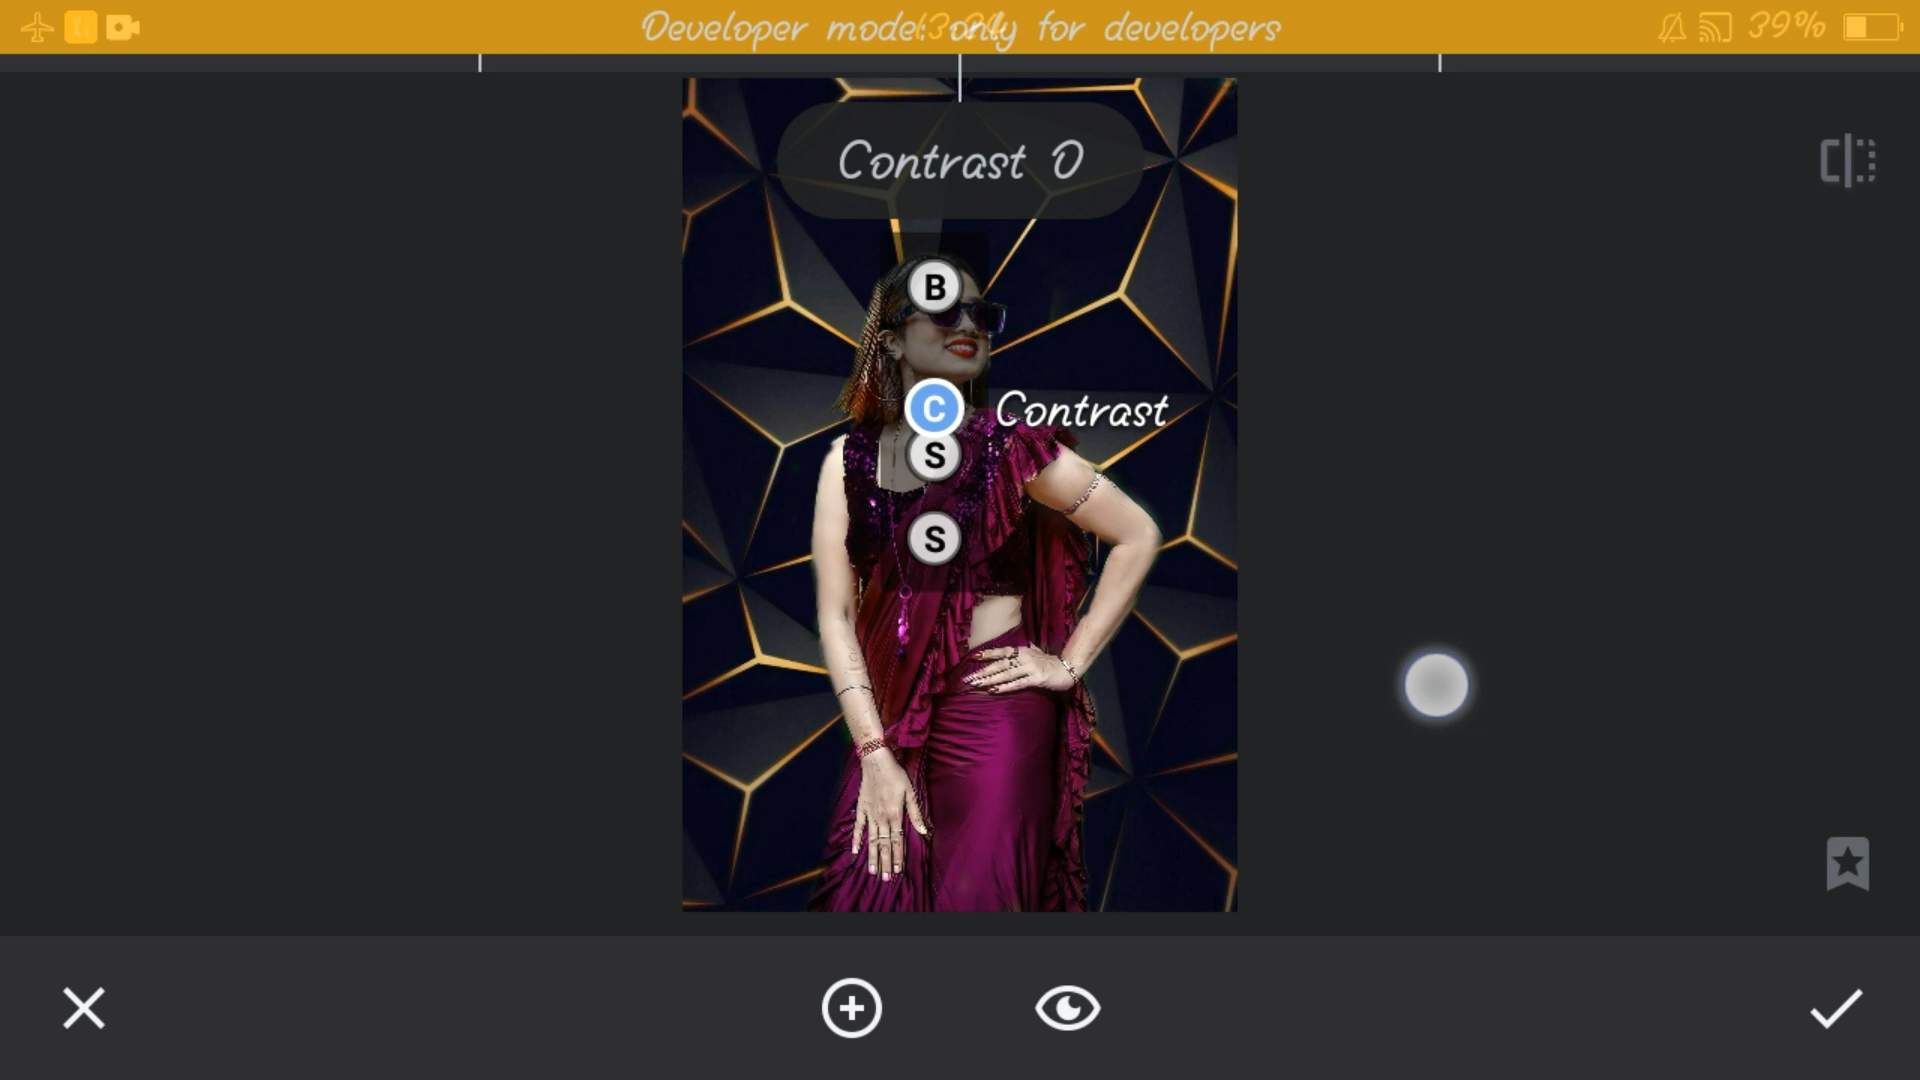 Developer mode: only for developers
39%
Contrast 0
B
C Contrast
S
S